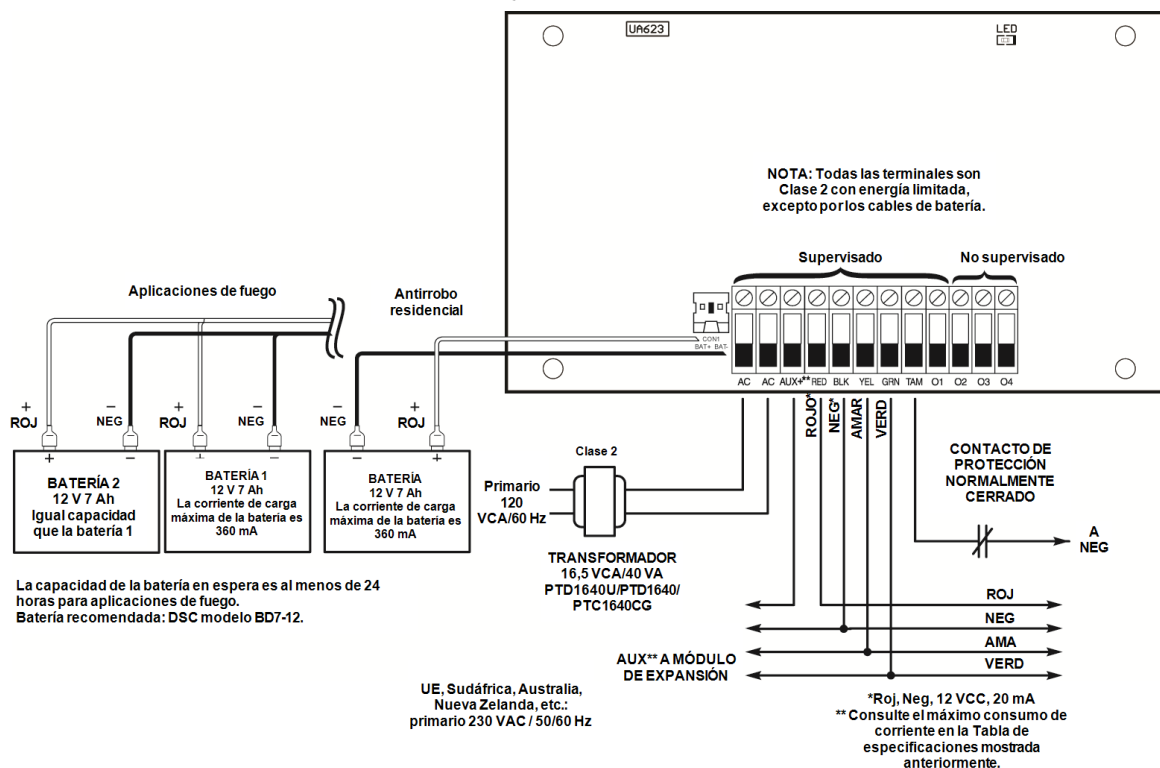 UA623
LED
NOTA: Todas las terminales son
Clase 2 con energía limitada,
excepto por los cables de batería.
Supervisado
No supervisado
Aplicaciones de fuego
Antirrobo
residencial
CON1
BAT+ BAT-
AC AC AUX+** RED BLK YEL GRN TAM O1 O2 O3 O4
ROJO*
NEG*
AMAR
VERD
+
ROJ
–
NEG
+
ROJ
–
NEG
–
NEG
+
ROJ
+ –
BATERÍA 2
12 V 7 Ah
Igual capacidad
que la batería 1
+ –
BATERÍA 1
12 V 7 Ah
La corriente de carga
máxima de la batería es
360 mA
– +
BATERÍA
12 V 7 Ah
La corriente de carga
máxima de la batería es
360 mA
Clase 2
Primario
120
VCA/60 Hz
TRANSFORMADOR
16,5 VCA/40 VA
PTD1640U/PTD1640/
PTC1640CG
CONTACTO DE
PROTECCIÓN
NORMALMENTE
CERRADO
A
NEG
La capacidad de la batería en espera es al menos de 24
horas para aplicaciones de fuego.
Batería recomendada: DSC modelo BD7-12.
ROJ
NEG
AMA
VERD
AUX** A MÓDULO
DE EXPANSIÓN
UE, Sudáfrica, Australia,
Nueva Zelanda, etc.:
primario 230 VAC / 50/60 Hz
*Roj, Neg, 12 VCC, 20 mA
** Consulte el máximo consumo de
corriente en la Tabla de
especificaciones mostrada
anteriormente.